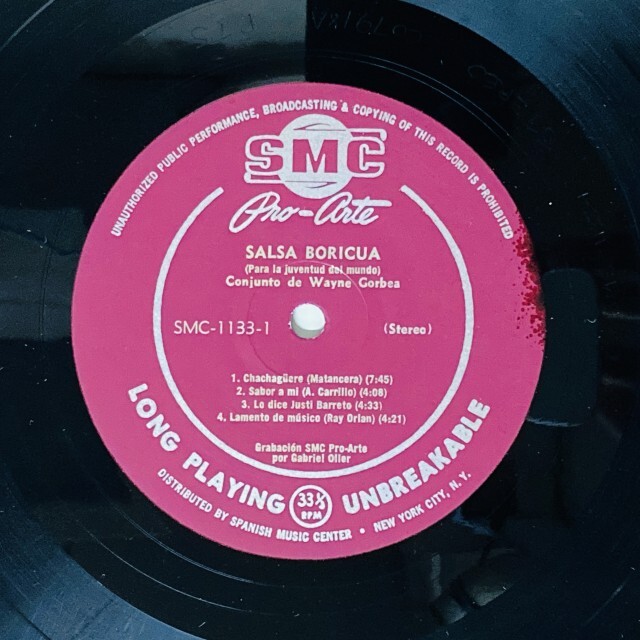 UNAUTHORIZED PUBLIC PERFORMANCE, BROADCASTING & COPYING OF THIS RECORD IS PROHIBITED
SMC
Pro-Arte
SALSA BORICUA
(Para la juventud del mundo)
Conjunto de Wayne Gorbea
SMC-1133-1 (Stereo)
1. Chachagüere (Matancera) (7:45)
2. Sabor a mi (A. Carrillo) (4:08)
3. Lo dice Justi Barreto (4:33)
4. Lamento de músico (Ray Orlan) (4:21)
Grabación SMC Pro-Arte
por Gabriel Oller
LONG PLAYING 33⅓ RPM UNBREAKABLE
DISTRIBUTED BY SPANISH MUSIC CENTER • NEW YORK CITY, N.Y.